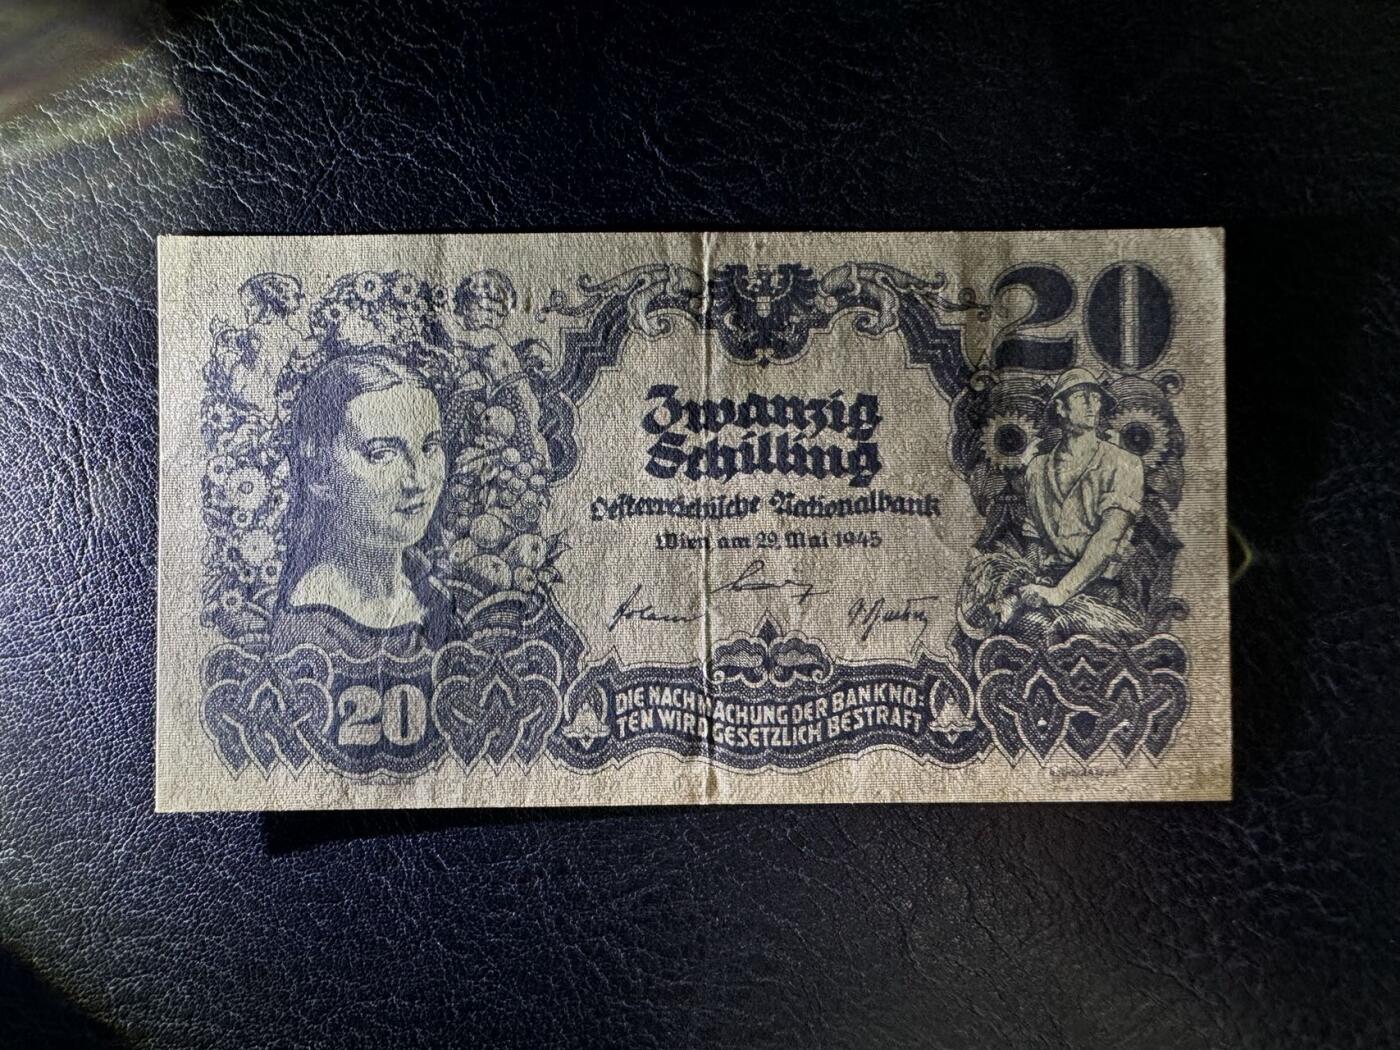 20
Zwanzig
Schilling
Oesterreichische Nationalbank
Wien am 29. Mai 1945
20
DIE NACHMACHUNG DER BANKNO-
TEN WIRD GESETZLICH BESTRAFT